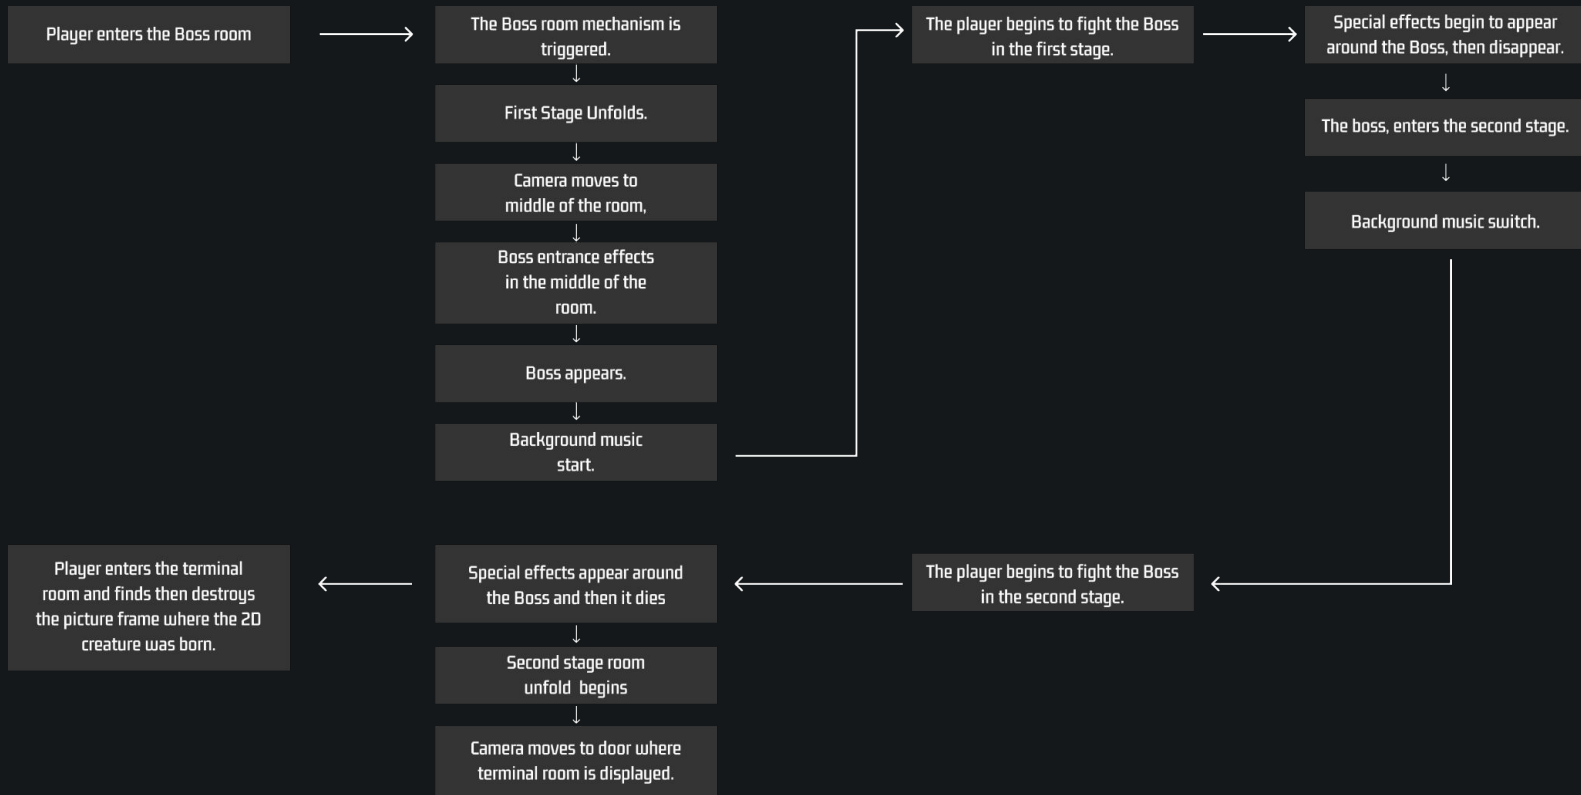 Player enters the Boss room
The Boss room mechanism is
triggered.
First Stage Unfolds.
Camera moves to
middle of the room,
Boss entrance effects
in the middle of the
room.
Boss appears.
Background music
start.
The player begins to fight the Boss
in the first stage.
Special effects begin to appear
around the Boss, then disappear.
The boss, enters the second stage.
Background music switch.
The player begins to fight the Boss
in the second stage.
Special effects appear around
the Boss and then it dies
Second stage room
unfold begins
Camera moves to door where
terminal room is displayed.
Player enters the terminal
room and finds then destroys
the picture frame where the 2D
creature was born.